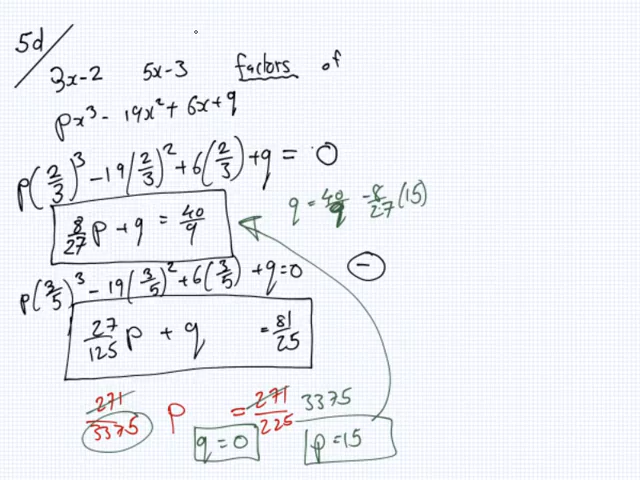 5d
3x-2 5x-3 factors of
px³ - 19x² + 6x + q
p(2/3)³ - 19(2/3)² + 6(2/3) + q = 0
q = 40/9 - 8/27 (15)
8/27 p + q = 40/9
p(3/5)³ - 19(3/5)² + 6(3/5) + q = 0 -
27/125 p + q = 81/25
271/3375 p = 271/225 3375
q = 0 p = 15